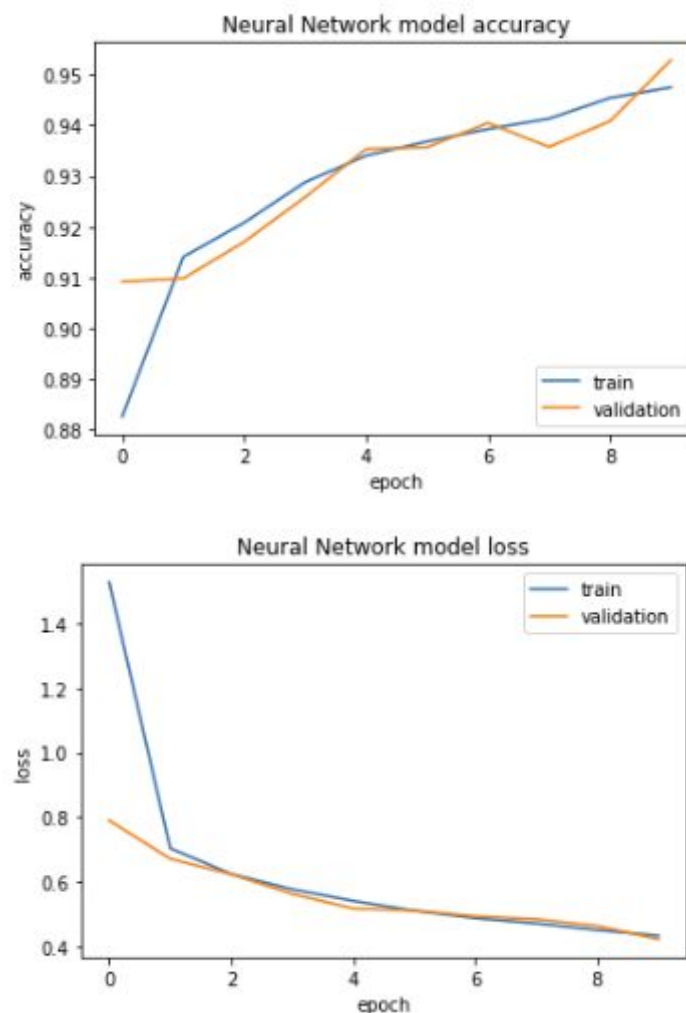 Neural Network model accuracy
0.95
0.94
0.93
0.92
0.91
0.90
0.89
0.88
accuracy
train
validation
0 2 4 6 8
epoch
Neural Network model loss
train
validation
1.4
1.2
1.0
0.8
0.6
0.4
loss
0 2 4 6 8
epoch